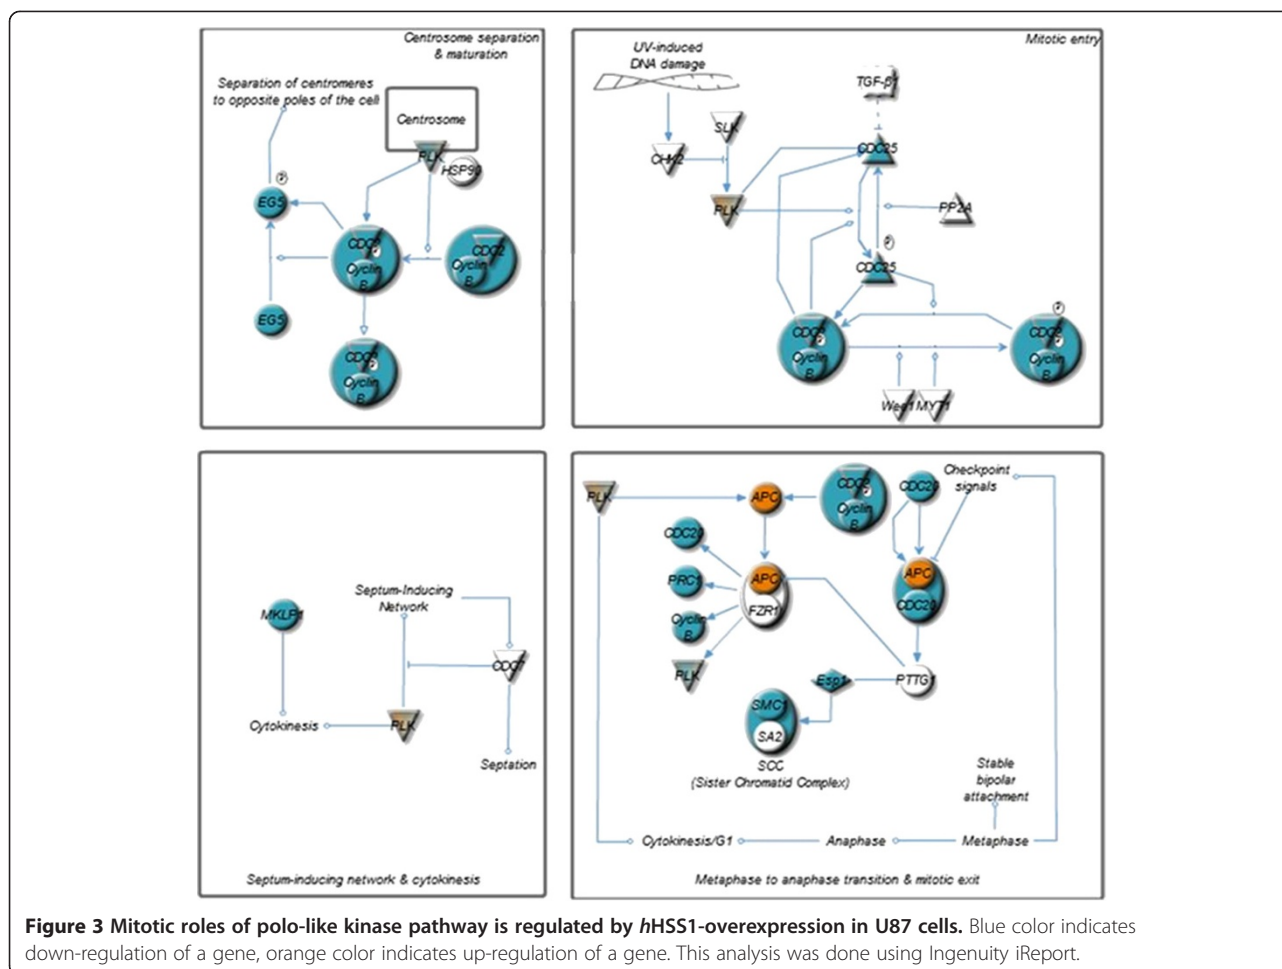 Centrosome separation
& maturation
Separation of centromeres
to opposite poles of the cell
Centrosome
PLK
HSP90
P
EG5
CDC2
P
Cyclin
B
CDC2
Cyclin
B
EG5
CDC2
P
Cyclin
B
Mitotic entry
UV-induced
DNA damage
TGF-β1
SLK
CHK2
CDC25
PLK
PP2A
P
CDC25
CDC2
P
Cyclin
B
P
CDC2
P
Cyclin
B
Wee1
MYT1
Septum-Inducing
Network
MKLP1
CDC7
Cytokinesis
PLK
Septation
Septum-inducing network & cytokinesis
PLK
APC
CDC2
P
Cyclin
B
CDC20
Checkpoint
signals
CDC20
PRC1
Cyclin
B
PLK
APC
FZR1
APC
CDC20
Esp1
PTTG1
SMC1
SA2
SCC
(Sister Chromatid Complex)
Stable
bipolar
attachment
Cytokinesis/G1
Anaphase
Metaphase
Metaphase to anaphase transition & mitotic exit
Figure 3 Mitotic roles of polo-like kinase pathway is regulated by hHSS1-overexpression in U87 cells. Blue color indicates
down-regulation of a gene, orange color indicates up-regulation of a gene. This analysis was done using Ingenuity iReport.